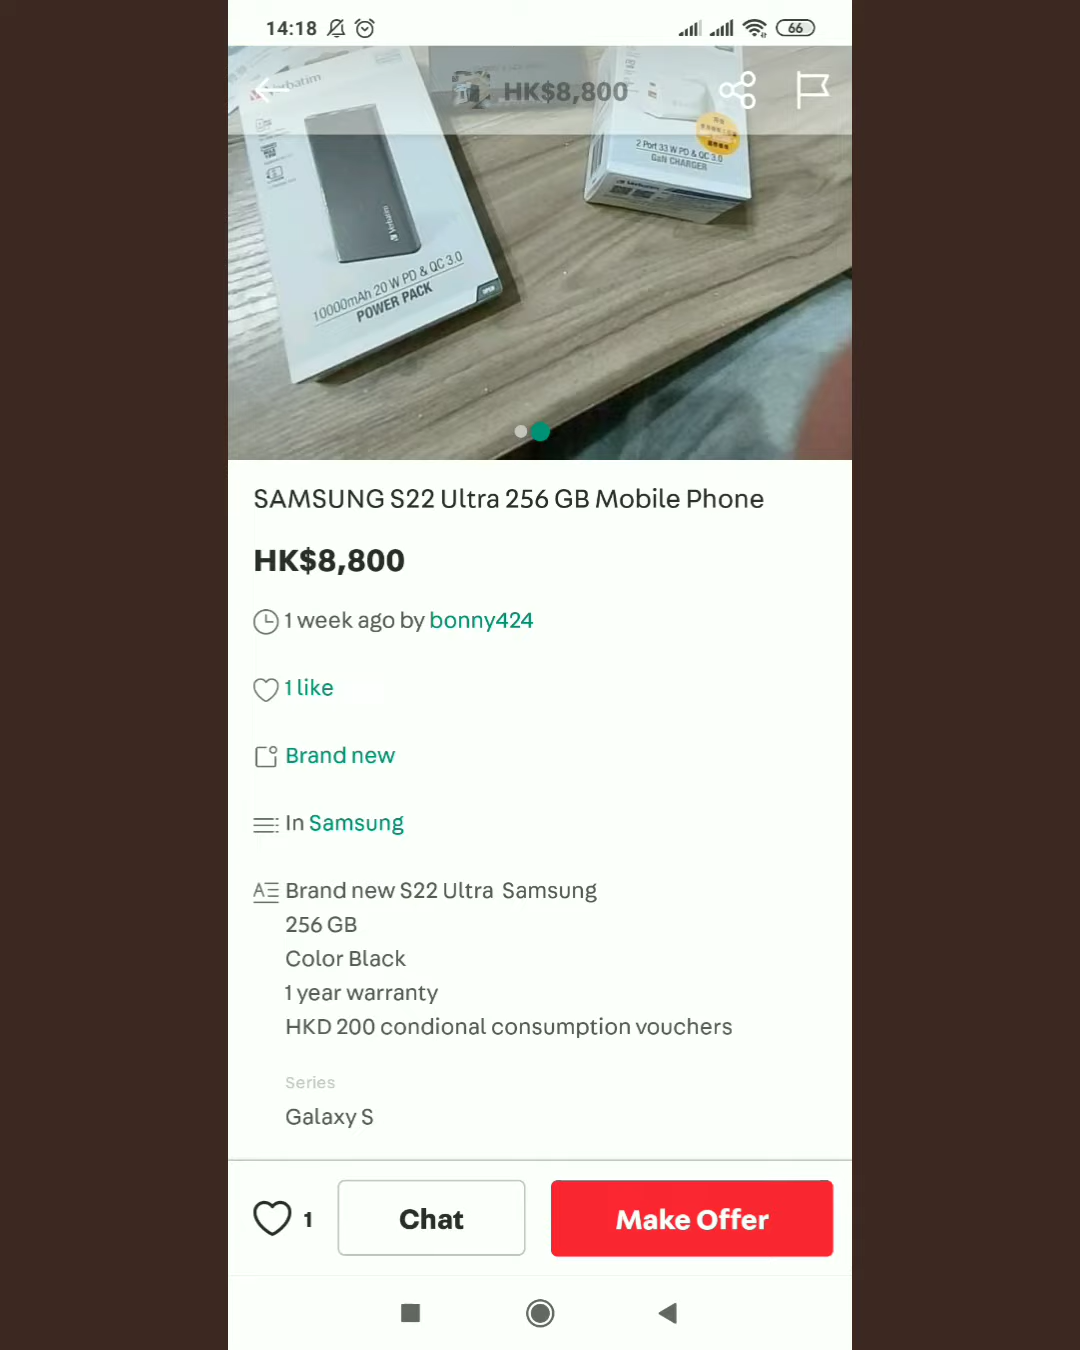 14:18
66
Verbatim
HK$8,800
2 Port 33 W PD & QC 3.0
GaN CHARGER
Verbatim
10000mAh 20 W PD & QC 3.0
POWER PACK
SAMSUNG S22 Ultra 256 GB Mobile Phone
HK$8,800
1 week ago by bonny424
1 like
Brand new
In Samsung
Brand new S22 Ultra Samsung
256 GB
Color Black
1 year warranty
HKD 200 condional consumption vouchers
Series
Galaxy S
1
Chat
Make Offer